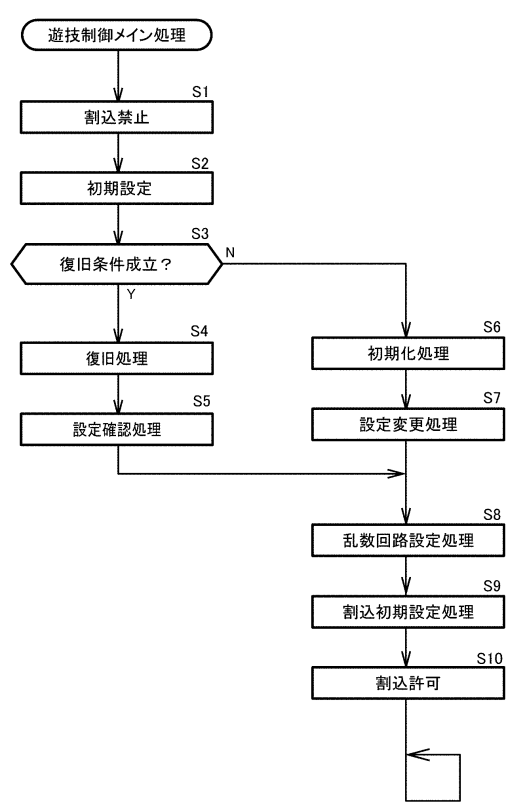 遊技制御メイン処理
S1
割込禁止
S2
初期設定
S3
復旧条件成立？
N
Y
S4
復旧処理
S5
設定確認処理
S6
初期化処理
S7
設定変更処理
S8
乱数回路設定処理
S9
割込初期設定処理
S10
割込許可